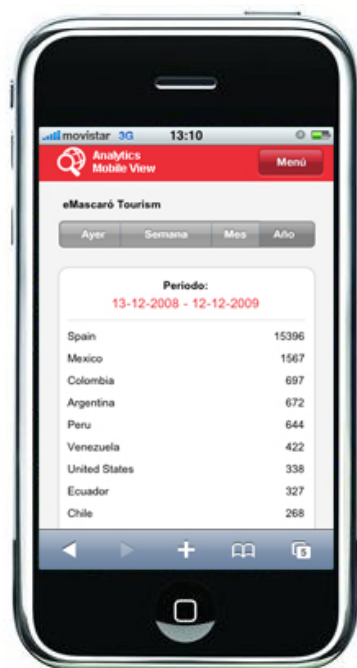 movistar 3G 13:10
Analytics
Mobile View
Menú
eMascaró Tourism
Ayer Semana Mes Año
Periodo:
13-12-2008 - 12-12-2009
Spain 15396
Mexico 1567
Colombia 697
Argentina 672
Peru 644
Venezuela 422
United States 338
Ecuador 327
Chile 268
5